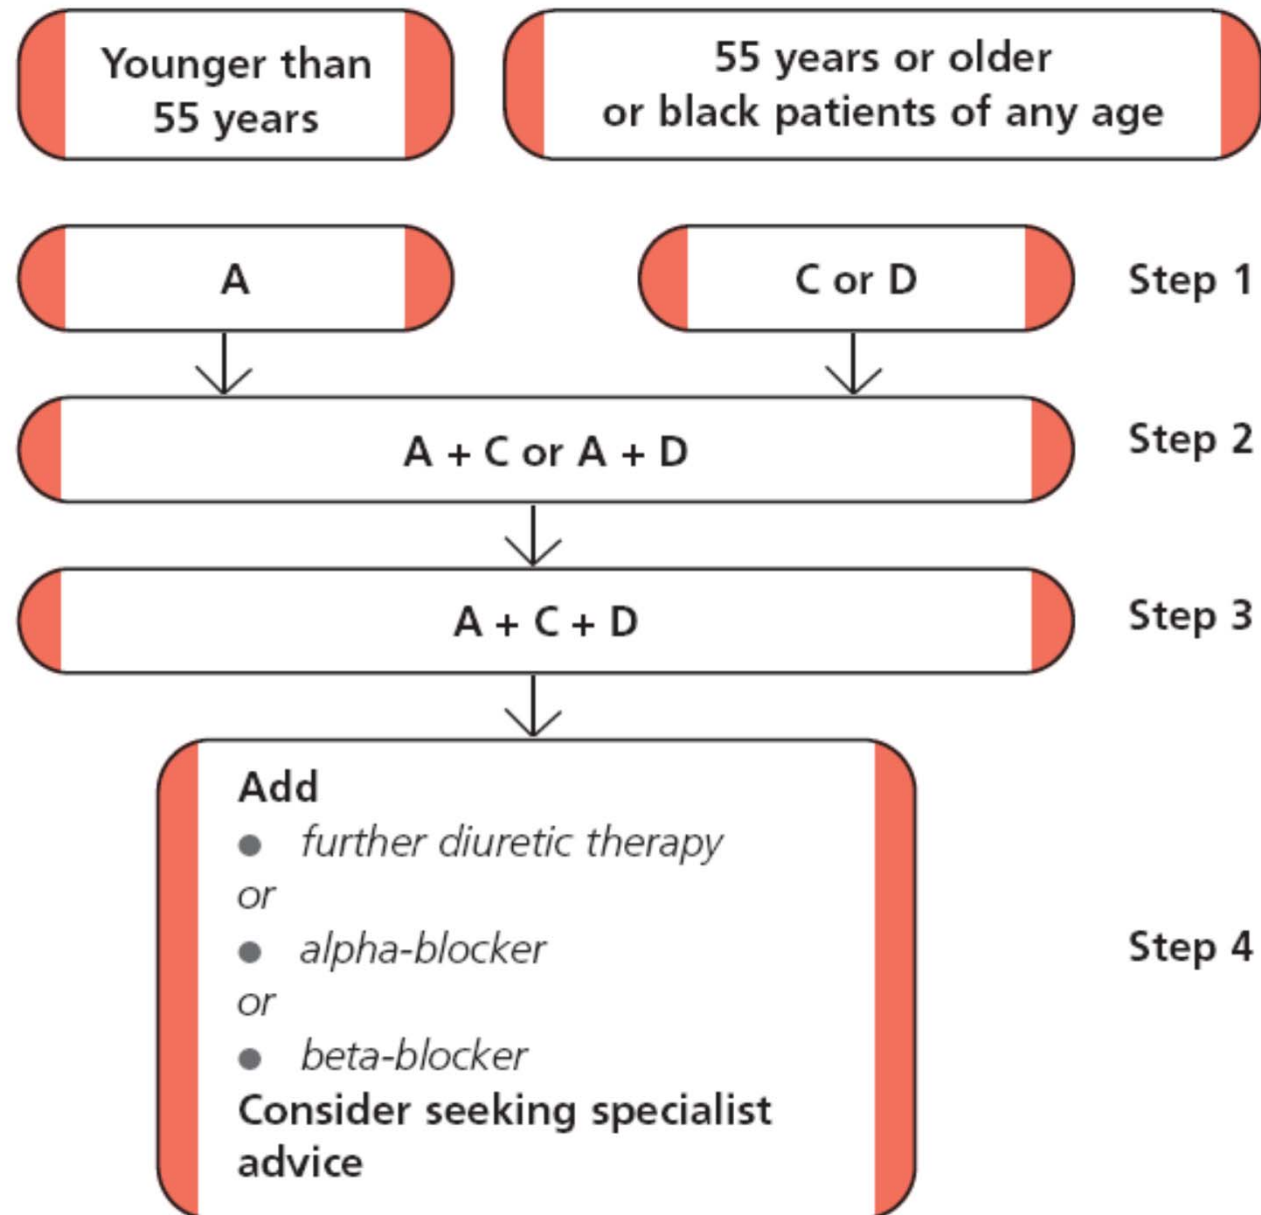 Younger than
55 years
55 years or older
or black patients of any age
A
C or D
Step 1
A + C or A + D
Step 2
A + C + D
Step 3
Add
● further diuretic therapy
or
● alpha-blocker
or
● beta-blocker
Consider seeking specialist
advice
Step 4